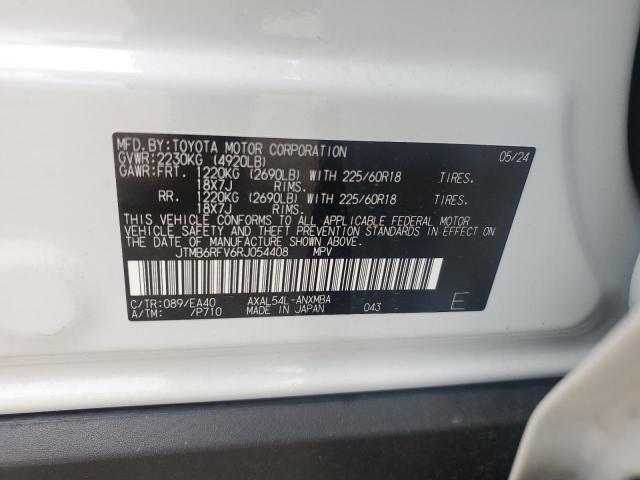 MFD.BY:TOYOTA MOTOR CORPORATION 05/24
GVWR:2230KG (4920LB)
GAWR:FRT. 1220KG (2690LB) WITH 225/60R18 TIRES.
18X7J RIMS.
RR. 1220KG (2690LB) WITH 225/60R18 TIRES.
18X7J RIMS.
THIS VEHICLE CONFORMS TO ALL APPLICABLE FEDERAL MOTOR
VEHICLE SAFETY AND THEFT PREVENTION STANDARDS IN EFFECT
ON THE DATE OF MANUFACTURE SHOWN ABOVE.
JTMB6RFV6RJ054408 MPV
C/TR:089/EA40 AXAL54L-ANXMBA
A/TM: /P710 MADE IN JAPAN 043 E